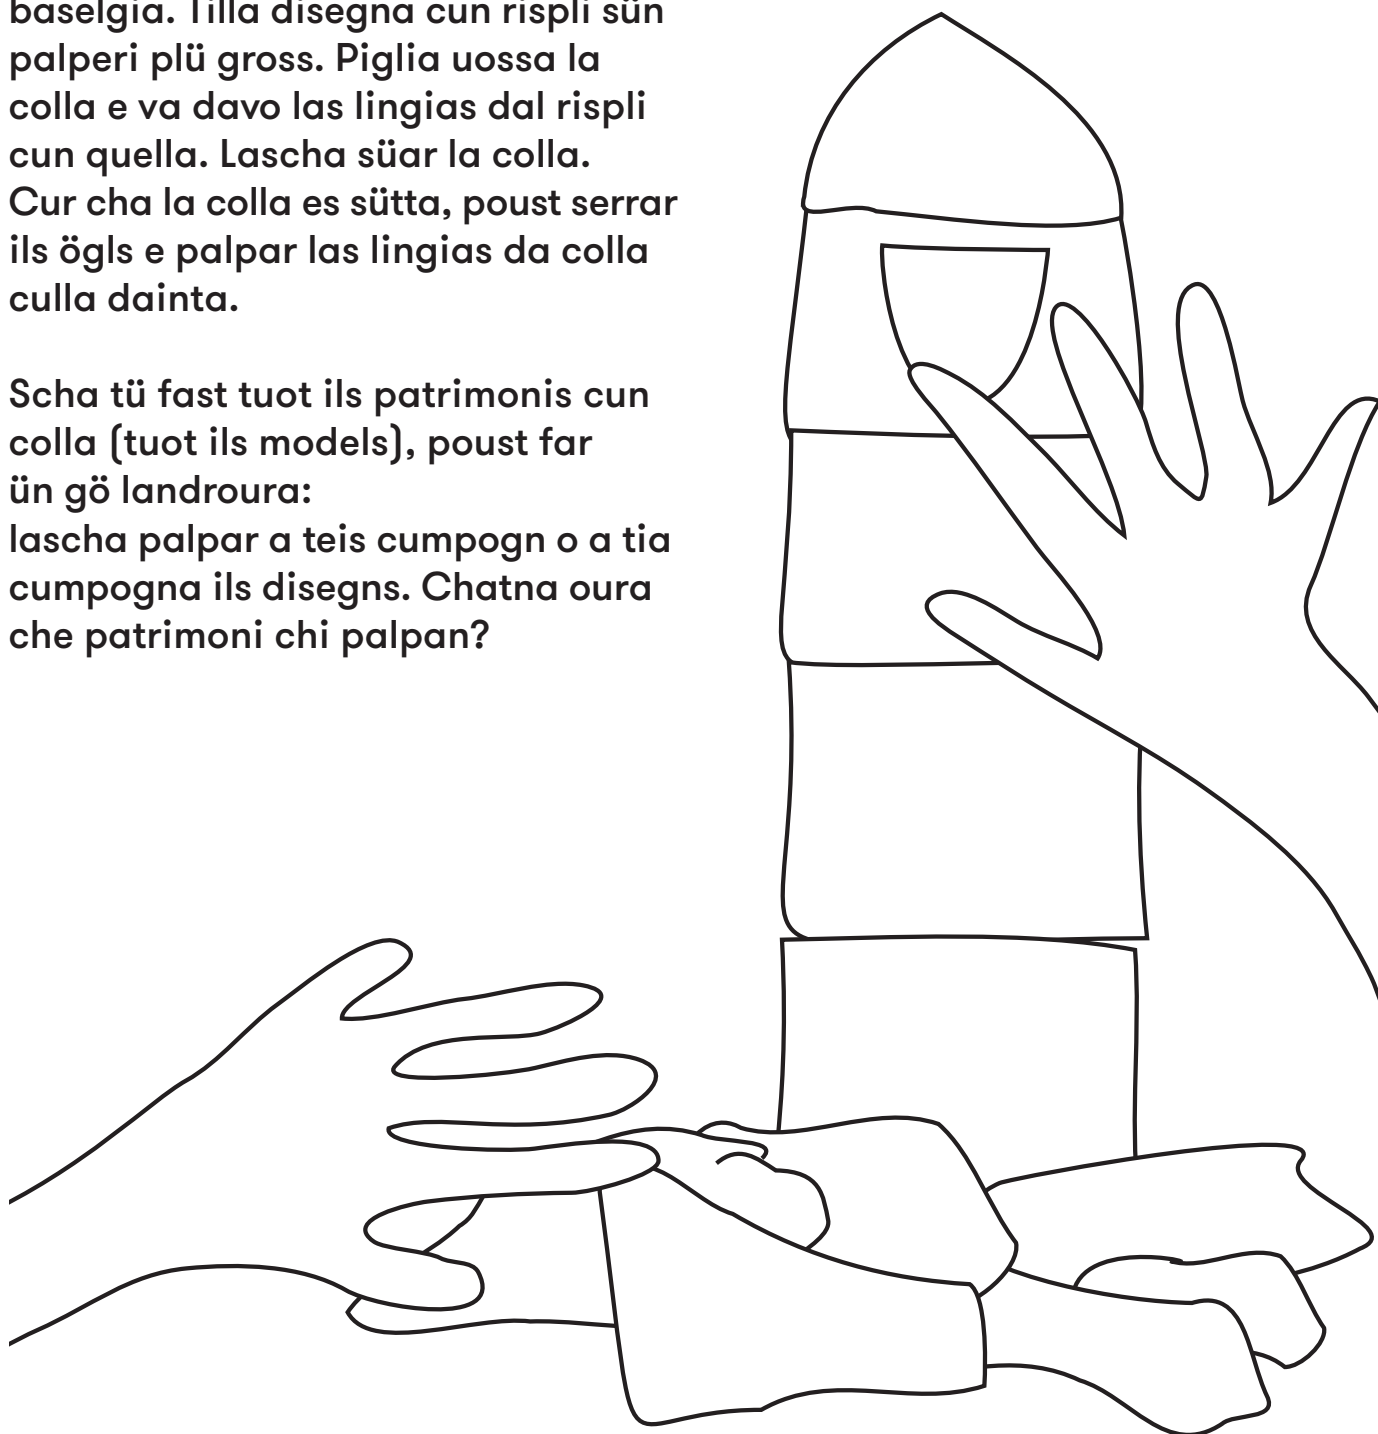 baselgia. Tilla disegna cun rispli sün
palperi plü gross. Piglia uossa la
colla e va davo las lingias dal rispli
cun quella. Lascha süar la colla.
Cur cha la colla es sütta, poust serrar
ils ögls e palpar las lingias da colla
culla dainta.
Scha tü fast tuot ils patrimonis cun
colla (tuot ils models), poust far
ün gö landroura:
lascha palpar a teis cumpogn o a tia
cumpogna ils disegns. Chatna oura
che patrimoni chi palpan?